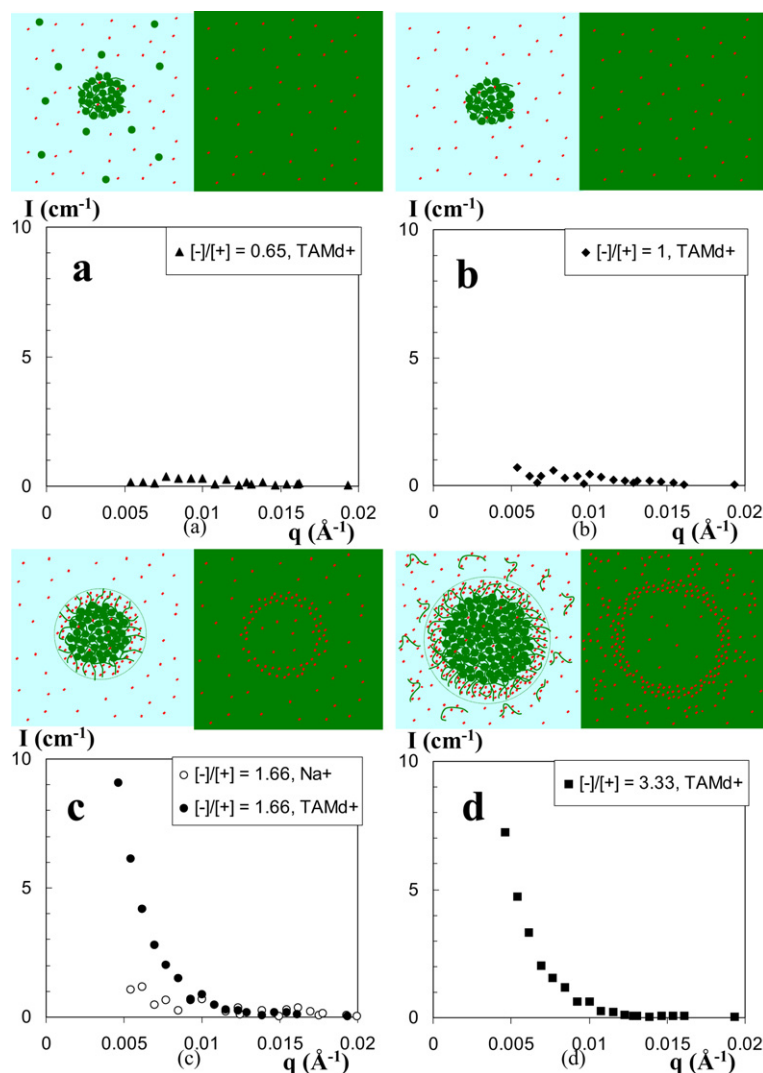 I (cm⁻¹)
10
5
0
a
▲ [-]/[+] = 0.65, TAMd+
0 0.005 0.01 0.015 0.02
(a)
q (Å⁻¹)
I (cm⁻¹)
10
5
0
b
◆ [-]/[+] = 1, TAMd+
0 0.005 0.01 0.015 0.02
(b)
q (Å⁻¹)
I (cm⁻¹)
10
5
0
c
○ [-]/[+] = 1.66, Na+
● [-]/[+] = 1.66, TAMd+
0 0.005 0.01 0.015 0.02
(c)
q (Å⁻¹)
I (cm⁻¹)
10
5
0
d
■ [-]/[+] = 3.33, TAMd+
0 0.005 0.01 0.015 0.02
(d)
q (Å⁻¹)